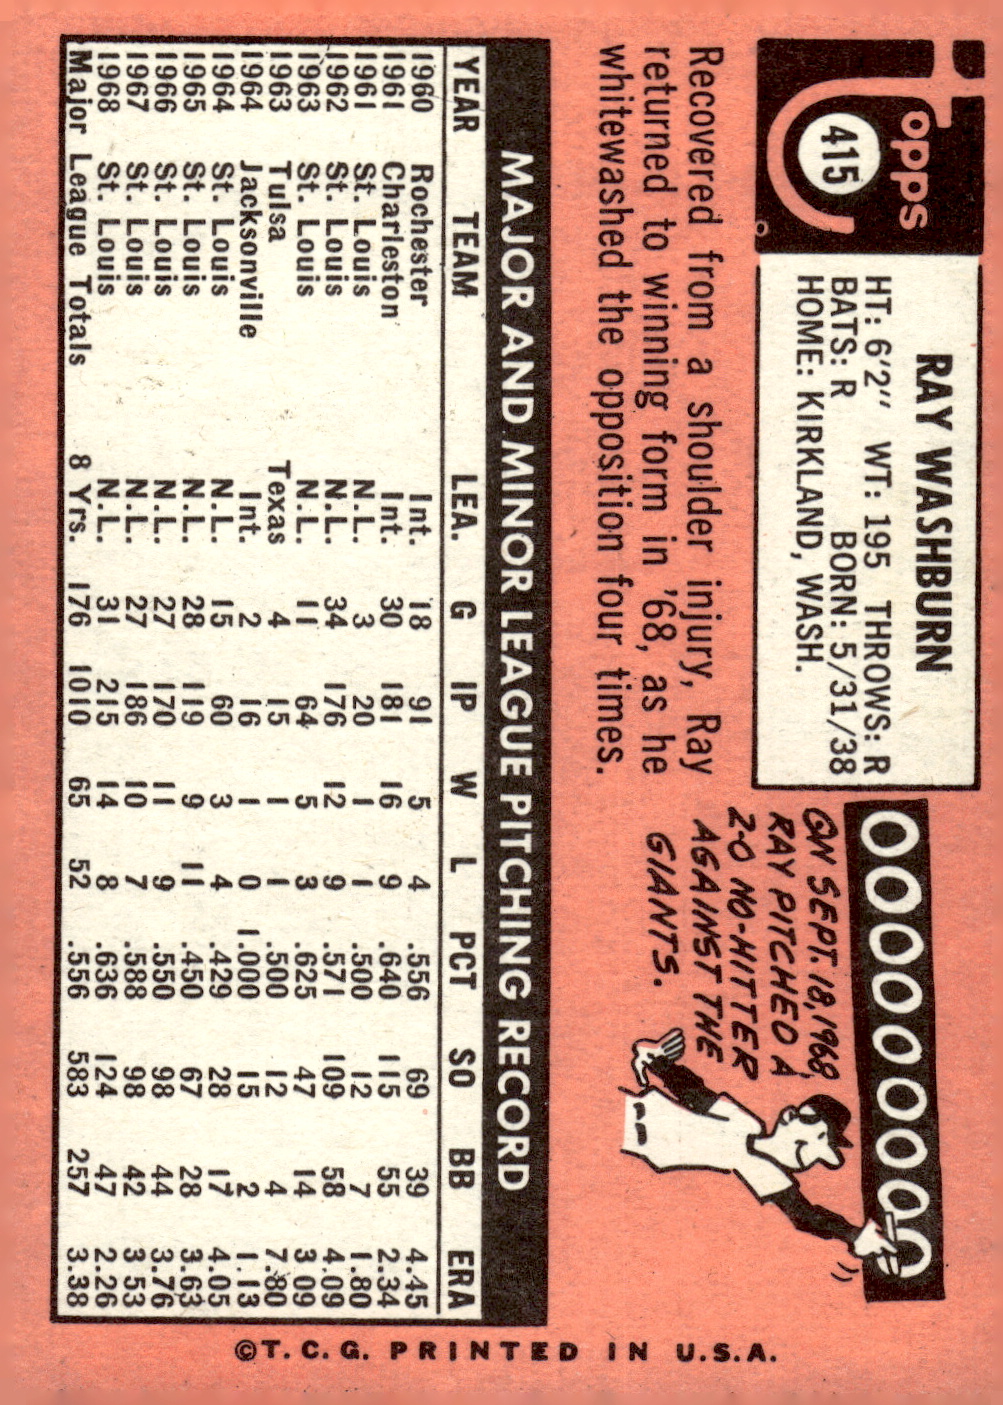 Topps
415
RAY WASHBURN
HT: 6'2" WT: 195 THROWS: R
BATS: R BORN: 5/31/38
HOME: KIRKLAND, WASH.
Recovered from a shoulder injury, Ray
returned to winning form in '68, as he
whitewashed the opposition four times.
000000000
ON SEPT. 18, 1968
RAY PITCHED A
2-0 NO-HITTER
AGAINST THE
GIANTS.
MAJOR AND MINOR LEAGUE PITCHING RECORD
YEAR TEAM LEA. G IP W L PCT SO BB ERA
1960 Rochester Int. 18 91 5 4 .556 69 39 4.45
1961 Charleston Int. 30 181 16 9 .640 115 55 2.34
1961 St. Louis N.L. 3 20 1 1 .500 12 7 1.80
1962 St. Louis N.L. 34 176 12 9 .571 109 58 4.09
1963 St. Louis N.L. 11 64 5 3 .625 47 14 3 09
1963 Tulsa Texas 4 15 1 1 .500 12 4 7.80
1964 Jacksonville Int. 2 16 1 0 1.000 15 2 1.13
1964 St. Louis N.L. 15 60 3 4 .429 28 17 4.05
1965 St. Louis N.L. 28 119 9 11 .450 67 28 3.63
1966 St. Louis N.L. 27 170 11 9 .550 98 44 3.76
1967 St. Louis N.L. 27 186 10 7 .588 98 42 3 53
1968 St. Louis N.L. 31 215 14 8 .636 124 47 2.26
Major League Totals 8 Yrs. 176 1010 65 52 .556 583 257 3.38
©T. C. G. PRINTED IN U.S.A.